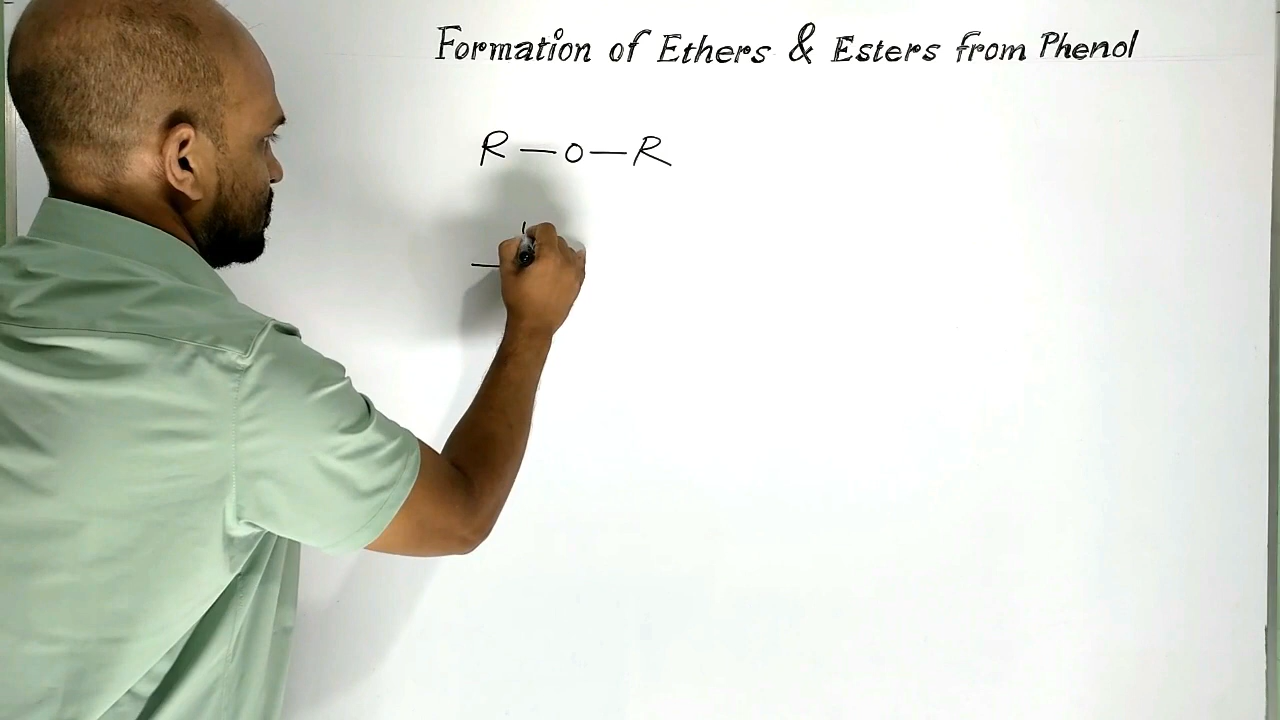 Formation of Ethers & Esters from Phenol
R — O — R